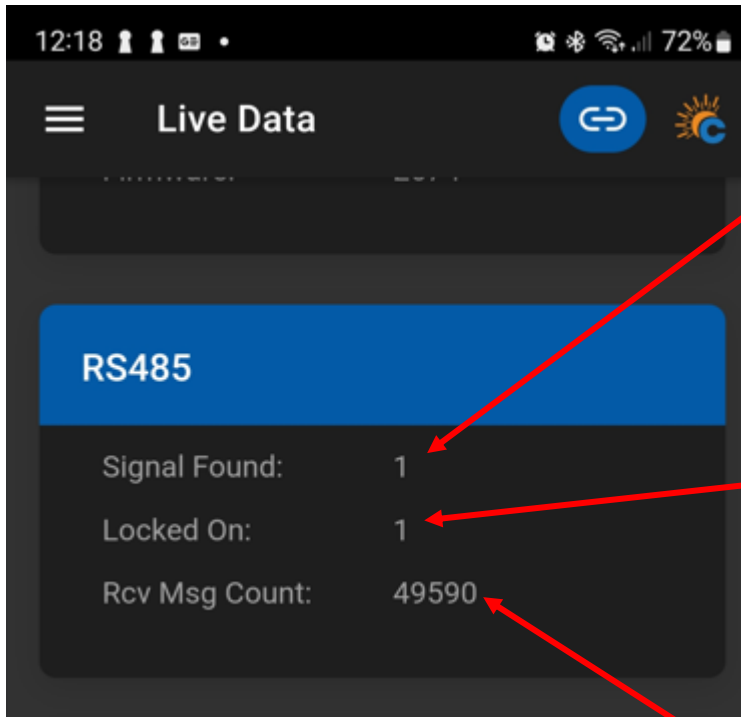 12:18
72%
Live Data
RS485
Signal Found: 1
Locked On: 1
Rcv Msg Count: 49590